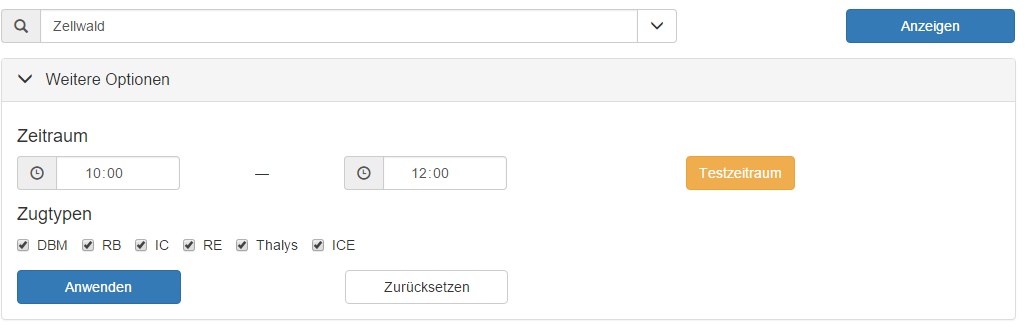 Zellwald
Anzeigen
Weitere Optionen
Zeitraum
10:00 — 12:00 Testzeitraum
Zugtypen
DBM RB IC RE Thalys ICE
Anwenden Zurücksetzen